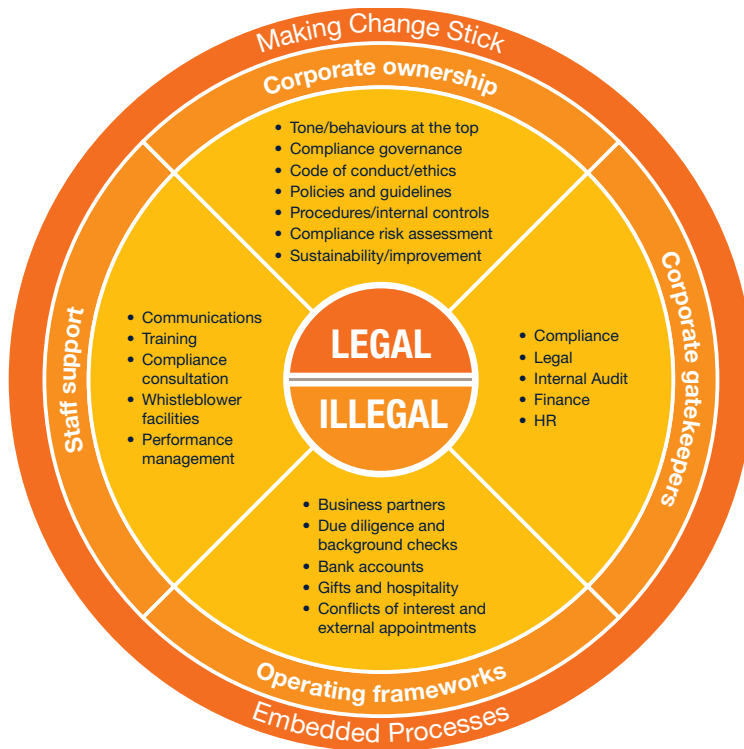 Making Change Stick
Corporate ownership
• Tone/behaviours at the top
• Compliance governance
• Code of conduct/ethics
• Policies and guidelines
• Procedures/internal controls
• Compliance risk assessment
• Sustainability/improvement
Staff support
• Communications
• Training
• Compliance
consultation
• Whistleblower
facilities
• Performance
management
LEGAL
ILLEGAL
• Compliance
• Legal
• Internal Audit
• Finance
• HR
Corporate gatekeepers
• Business partners
• Due diligence and
background checks
• Bank accounts
• Gifts and hospitality
• Conflicts of interest and
external appointments
Operating frameworks
Embedded Processes